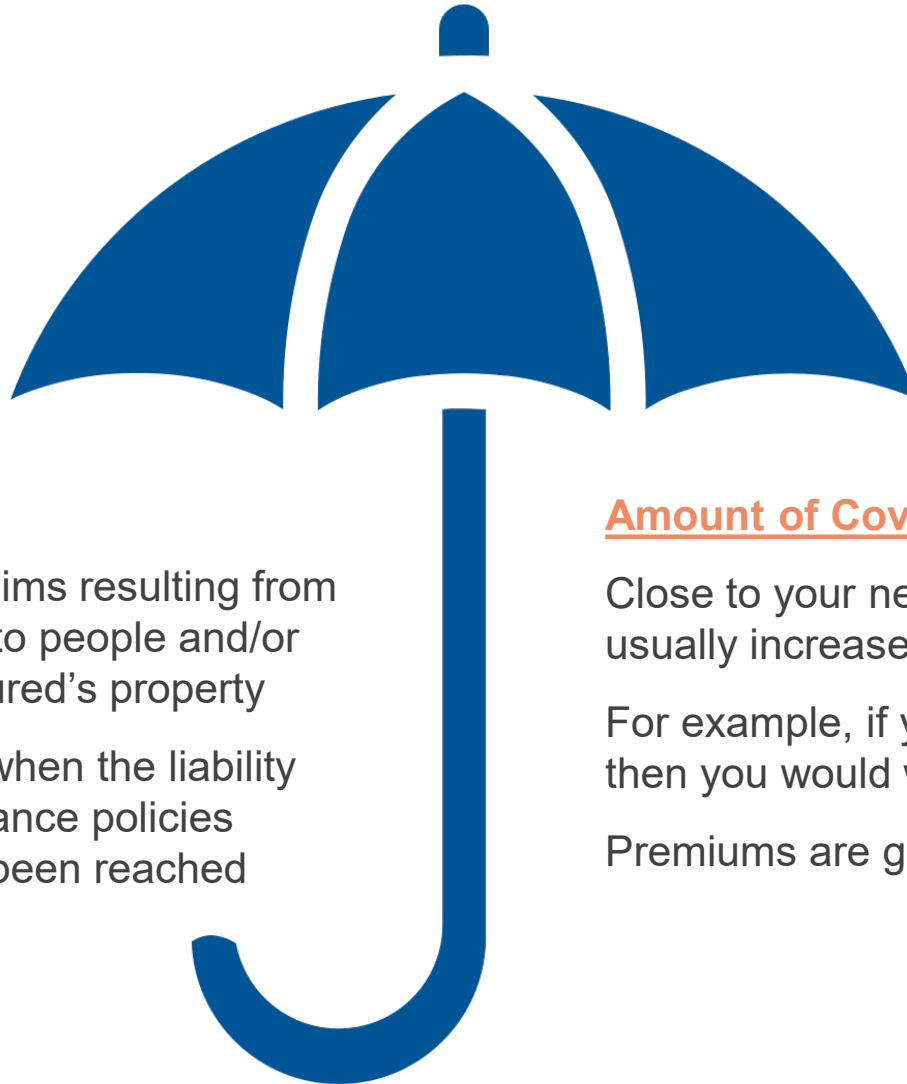 ims resulting from
to people and/or
ured's property
when the liability
ance policies
been reached
Amount of Cov
Close to your ne
usually increase
For example, if y
then you would
Premiums are g